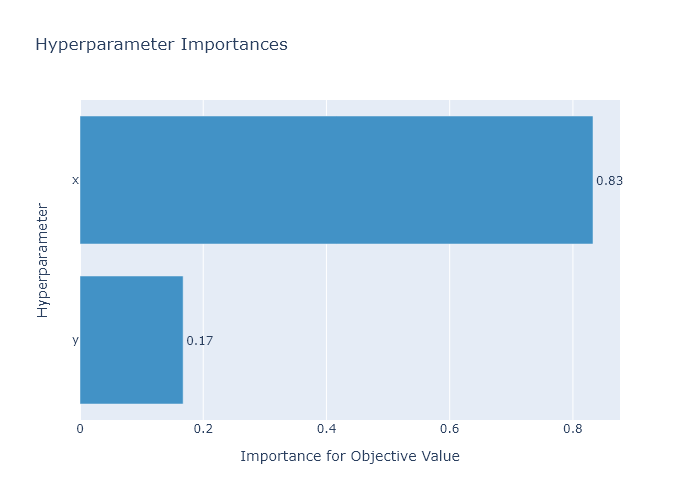 Hyperparameter Importances
Hyperparameter
x
0.83
y
0.17
0
0.2
0.4
0.6
0.8
Importance for Objective Value